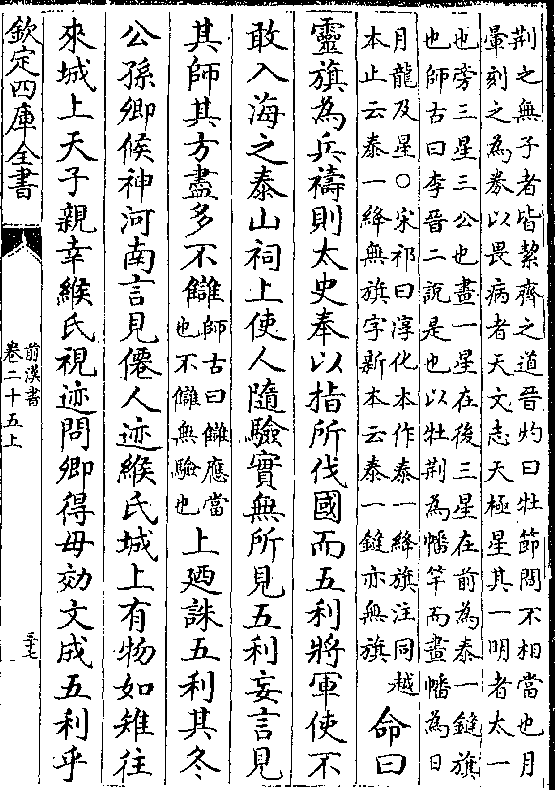 荆之無子者皆絜齊之道晉灼曰牡節間不相當也月
暈刻之為劵以畏病者天文志天極星其一明者太一
也旁三星三公也畫一星在後三星在前為泰一鏠旗
也師古曰李晉二說是也以牡荆為幡竿而畫幡為日
月龍及星○宋祁曰淳化本作泰一絳旗注同越
本止云泰一絳無旗字新本云泰一鏠亦無旗
命曰
靈旗為兵禱則太史奉以指所伐國而五利將軍使不
敢入海之泰山祠上使人隨驗實無所見五利妄言見
其師其方盡多不讎師古曰讎應當
也不讎無驗也
上廼誅五利其冬
公孫卿候神河南言見僊人迹緱氏城上有物如雉往
來城上天子親幸緱氏視迹問卿得毋効文成五利乎
欽定四庫全書
前漢書
卷二十五上
三十七